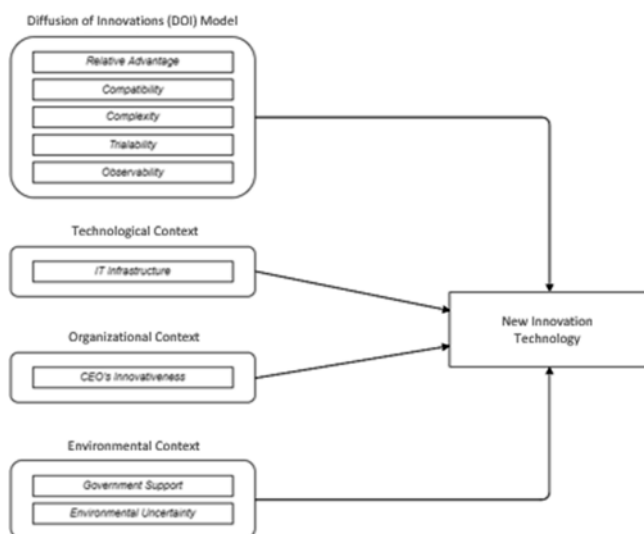 Diffusion of Innovations (DOI) Model
Relative Advantage
Compatibility
Complexity
Trialability
Observability
Technological Context
IT Infrastructure
Organizational Context
CEO's Innovativeness
Environmental Context
Government Support
Environmental Uncertainty
New Innovation
Technology